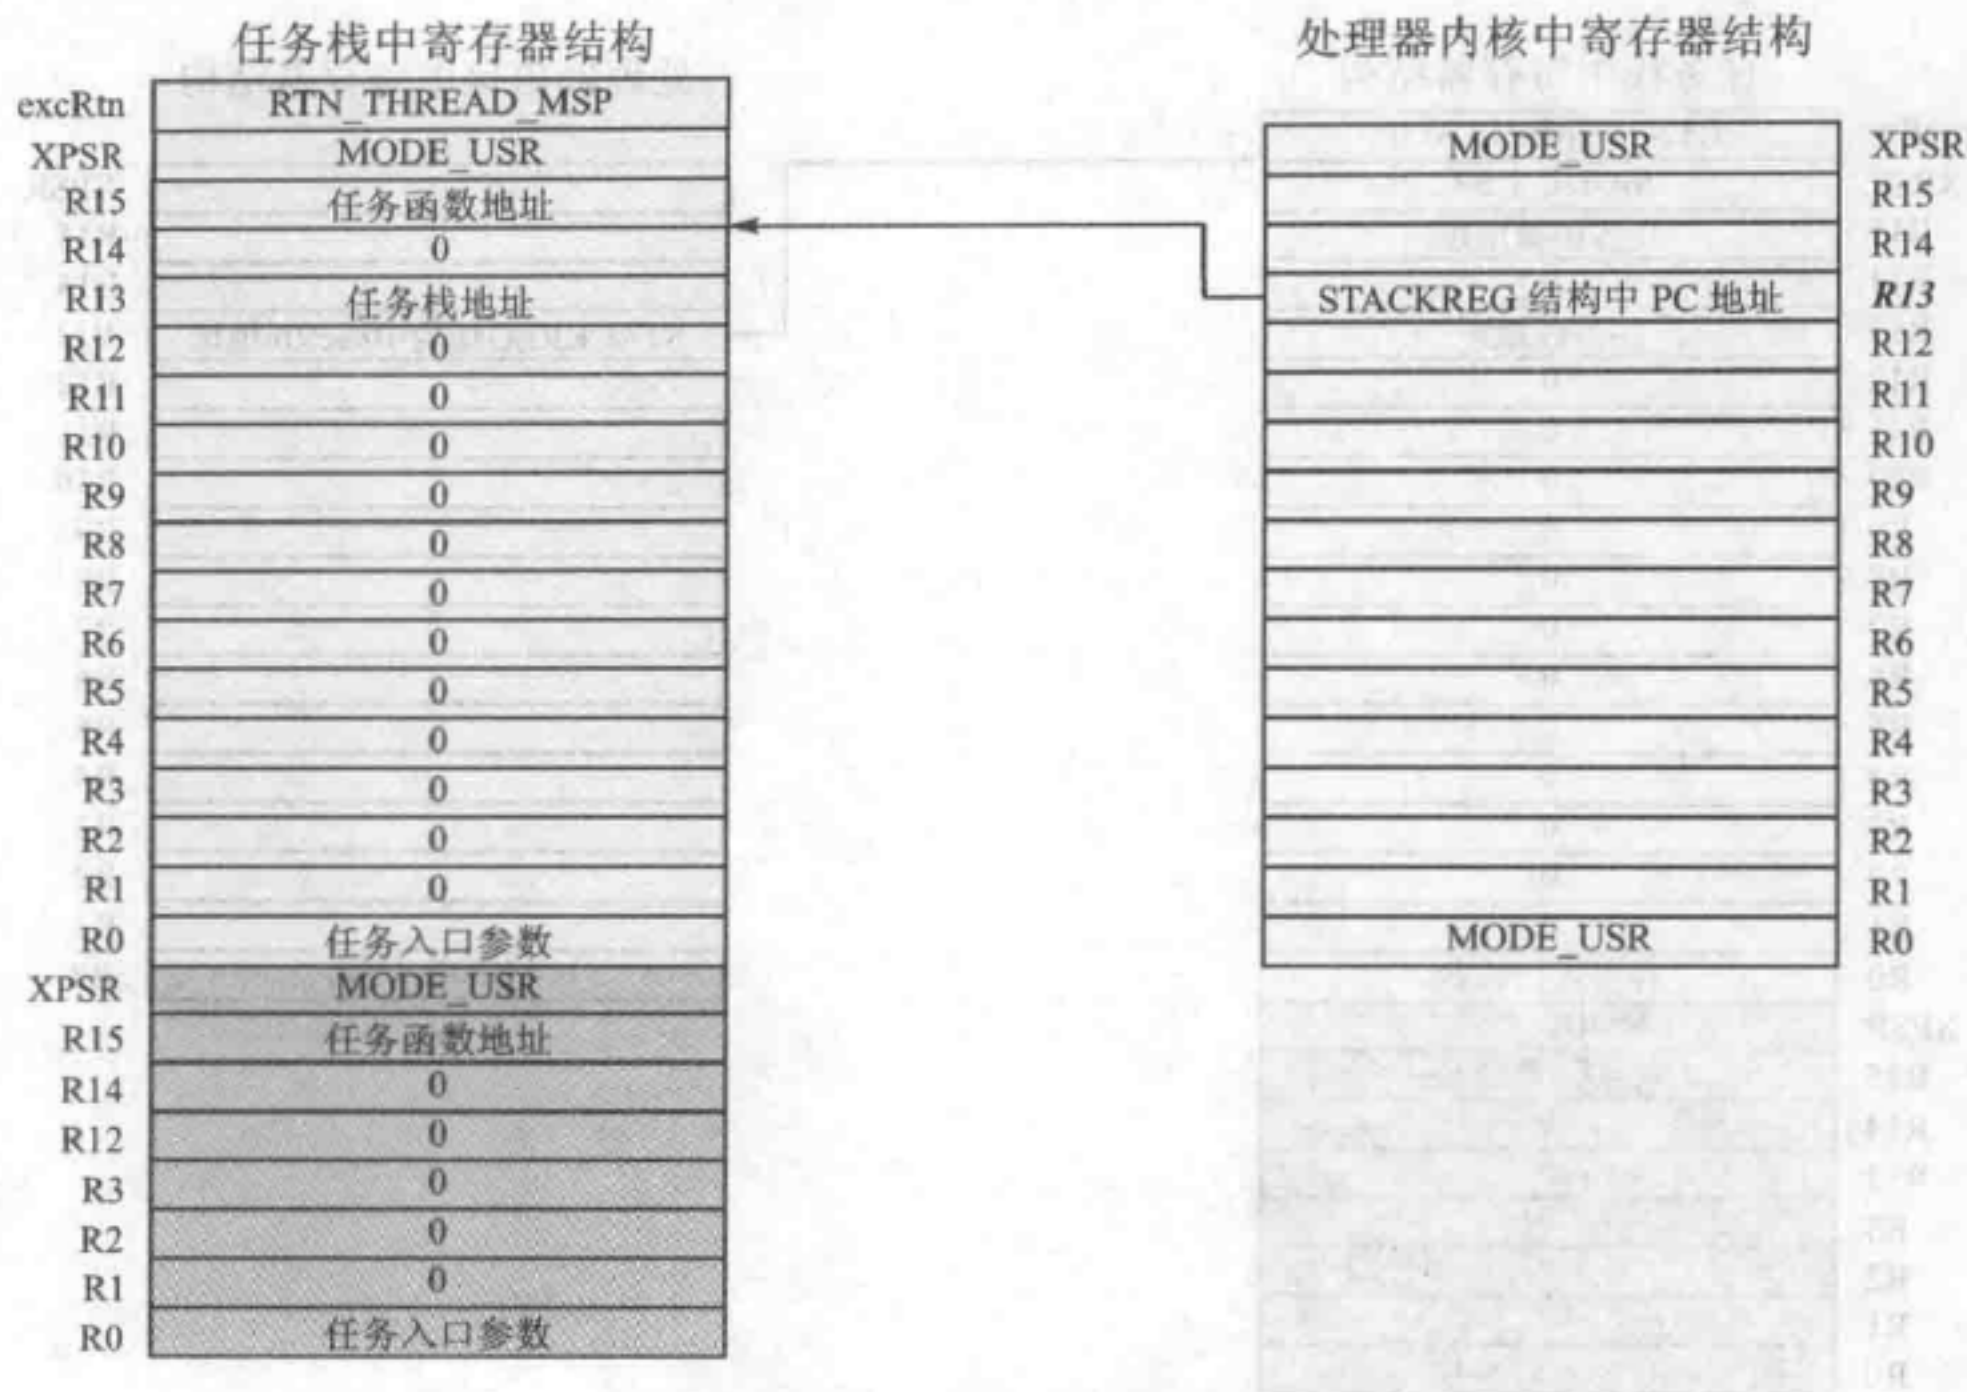 任务栈中寄存器结构
excRtn RTN_THREAD_MSP
XPSR MODE_USR
R15 任务函数地址
R14 0
R13 任务栈地址
R12 0
R11 0
R10 0
R9 0
R8 0
R7 0
R6 0
R5 0
R4 0
R3 0
R2 0
R1 0
R0 任务入口参数
XPSR MODE_USR
R15 任务函数地址
R14 0
R12 0
R3 0
R2 0
R1 0
R0 任务入口参数
处理器内核中寄存器结构
MODE_USR XPSR
R15
R14
STACKREG 结构中 PC 地址 R13
R12
R11
R10
R9
R8
R7
R6
R5
R4
R3
R2
R1
MODE_USR R0